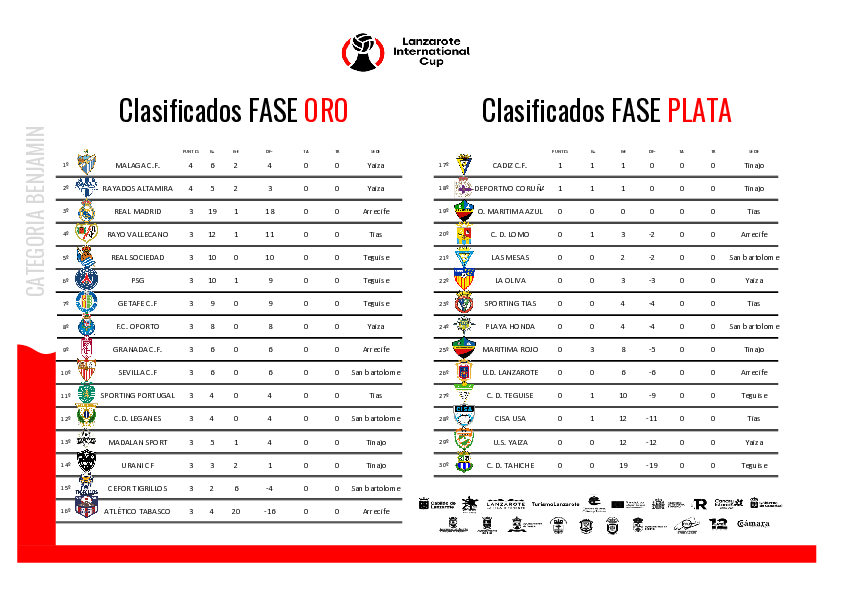 Lanzarote
International
Cup
CATEGORIA BENJAMIN
Clasificados FASE ORO
PUNTOS TA TR SEDE
1º MALAGA C.F. 4 6 2 4 0 0 Yaiza
2º RAYADOS ALTAMIRA 4 5 2 3 0 0 Yaiza
3º REAL MADRID 3 19 1 18 0 0 Arrecife
4º RAYO VALLECANO 3 12 1 11 0 0 Tías
5º REAL SOCIEDAD 3 10 0 10 0 0 Teguise
6º PSG 3 10 1 9 0 0 Teguise
7º GETAFE C.F 3 9 0 9 0 0 Teguise
8º F.C. OPORTO 3 8 0 8 0 0 Yaiza
9º GRANADA C.F. 3 6 0 6 0 0 Arrecife
10º SEVILLA C.F 3 6 0 6 0 0 San bartolome
11º SPORTING PORTUGAL 3 4 0 4 0 0 Tías
12º C.D. LEGANES 3 4 0 4 0 0 San bartolome
13º MADALAN SPORT 3 5 1 4 0 0 Tinajo
14º URANI CF 3 3 2 1 0 0 Tinajo
15º CEFOR TIGRILLOS 3 2 6 -4 0 0 San bartolome
16º ATLÉTICO TABASCO 3 4 20 -16 0 0 Arrecife
Clasificados FASE PLATA
PUNTOS TA TR SEDE
17º CADIZ C.F. 1 1 1 0 0 0 Tinajo
18º DEPORTIVO CORUÑA 1 1 1 0 0 0 Tinajo
19º O. MARITIMA AZUL 0 0 0 0 0 0 Tías
20º C. D. LOMO 0 1 3 -2 0 0 Arrecife
21º LAS MESAS 0 0 2 -2 0 0 San bartolome
22º LA OLIVA 0 0 3 -3 0 0 Yaiza
23º SPORTING TIAS 0 0 4 -4 0 0 Tías
24º PLAYA HONDA 0 0 4 -4 0 0 San bartolome
25º MARITIMA ROJO 0 3 8 -5 0 0 Tinajo
26º U.D. LANZAROTE 0 0 6 -6 0 0 Arrecife
27º C. D. TEGUISE 0 1 10 -9 0 0 Teguise
28º CISA USA 0 1 12 -11 0 0 Tías
29º U.S. YAIZA 0 0 12 -12 0 0 Yaiza
30º C. D. TAHICHE 0 0 19 -19 0 0 Teguise
Cabildo de Lanzarote LANZAROTE Turismo Lanzarote
12 Cámara